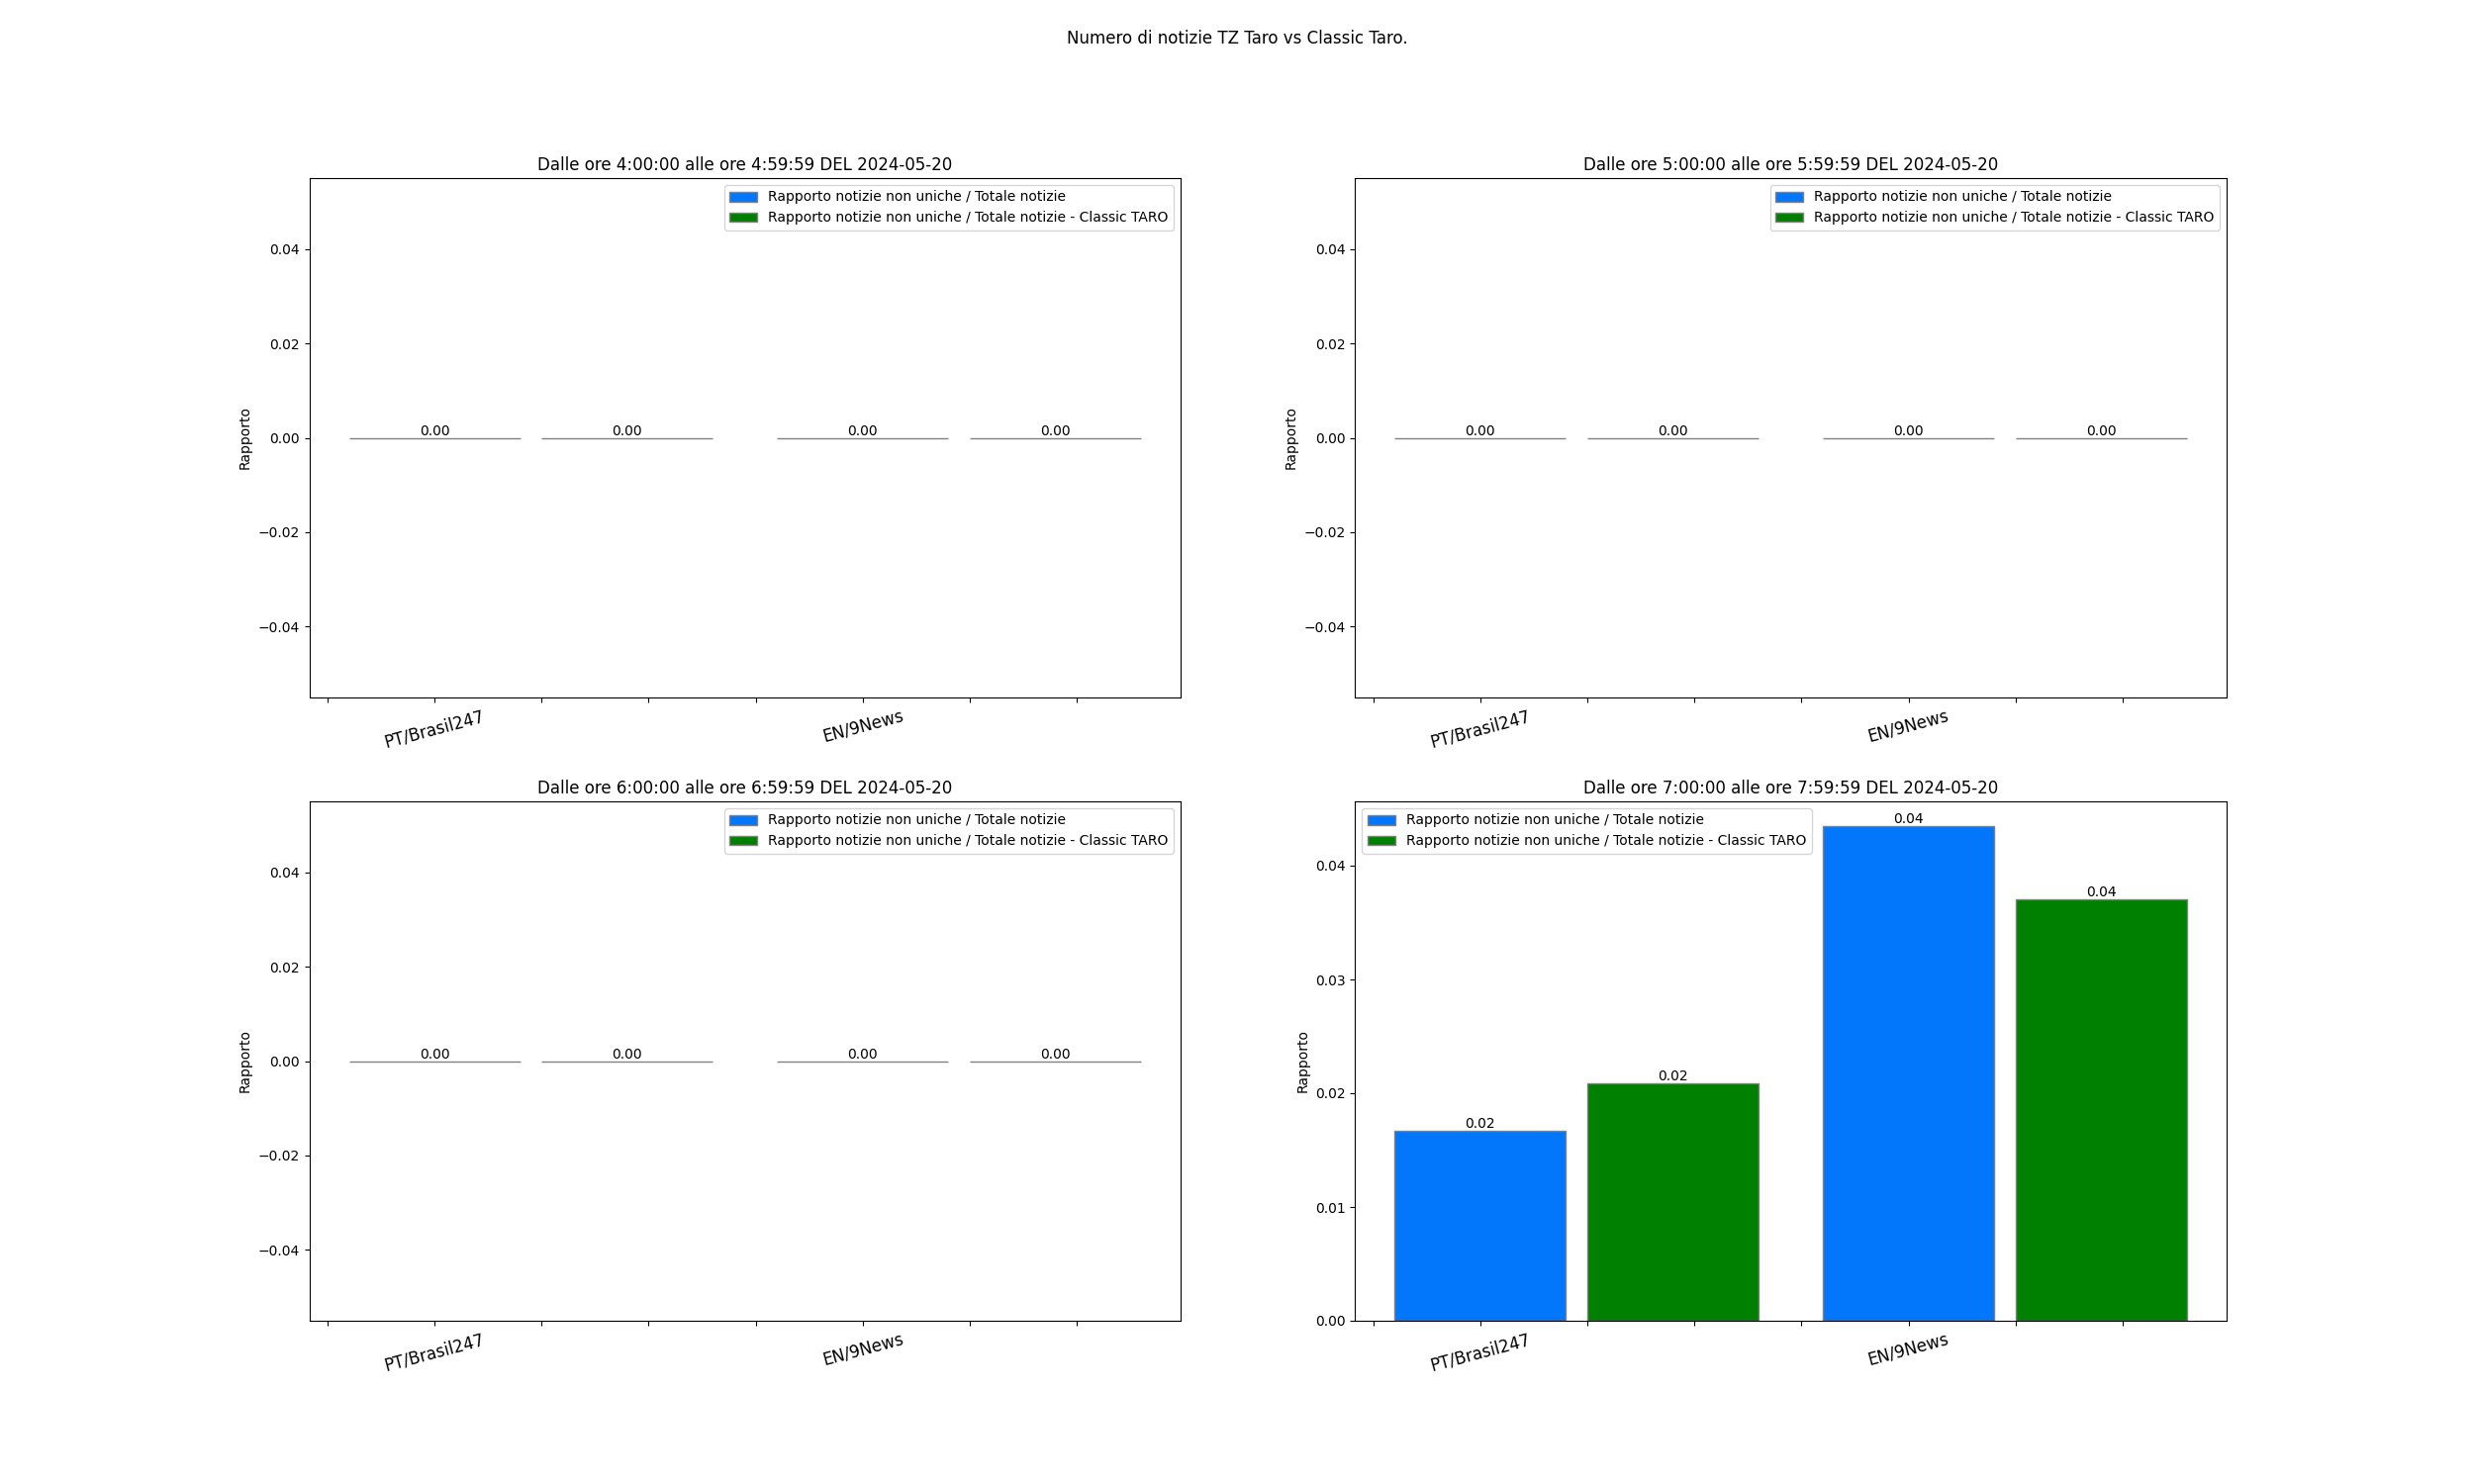 Numero di notizie TZ Taro vs Classic Taro.
Dalle ore 4:00:00 alle ore 4:59:59 DEL 2024-05-20
Rapporto notizie non uniche / Totale notizie
Rapporto notizie non uniche / Totale notizie - Classic TARO
0.04
0.02
0.00
−0.02
−0.04
Rapporto
0.00
0.00
0.00
0.00
PT/Brasil247
EN/9News
Dalle ore 5:00:00 alle ore 5:59:59 DEL 2024-05-20
Rapporto notizie non uniche / Totale notizie
Rapporto notizie non uniche / Totale notizie - Classic TARO
0.04
0.02
0.00
−0.02
−0.04
Rapporto
0.00
0.00
0.00
0.00
PT/Brasil247
EN/9News
Dalle ore 6:00:00 alle ore 6:59:59 DEL 2024-05-20
Rapporto notizie non uniche / Totale notizie
Rapporto notizie non uniche / Totale notizie - Classic TARO
0.04
0.02
0.00
−0.02
−0.04
Rapporto
0.00
0.00
0.00
0.00
PT/Brasil247
EN/9News
Dalle ore 7:00:00 alle ore 7:59:59 DEL 2024-05-20
Rapporto notizie non uniche / Totale notizie
Rapporto notizie non uniche / Totale notizie - Classic TARO
0.04
0.03
0.02
0.01
0.00
Rapporto
0.02
0.02
0.04
0.04
PT/Brasil247
EN/9News